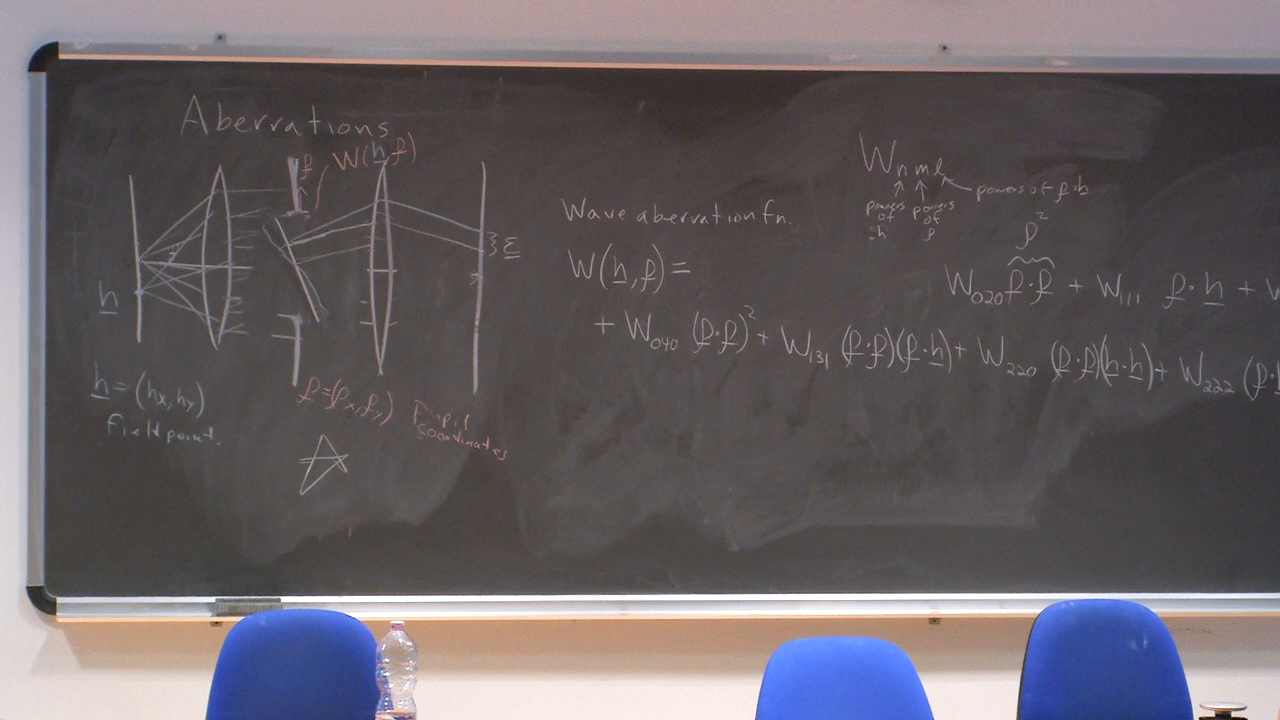 Aberrations
ρ W(h, ρ)
ε
h
h = (hx, hy)
Field point.
ρ = (ρx, ρy) Pupil
coordinates
Wnmℓ
powers of h
powers of ρ
powers of ρ·h
Wave aberration fn.
W(h, ρ) =
ρ²
W020 ρ·ρ + W111 ρ·h + W
+ W040 (ρ·ρ)² + W131 (ρ·ρ)(ρ·h) + W220 (ρ·ρ)(h·h) + W222 (ρ·h